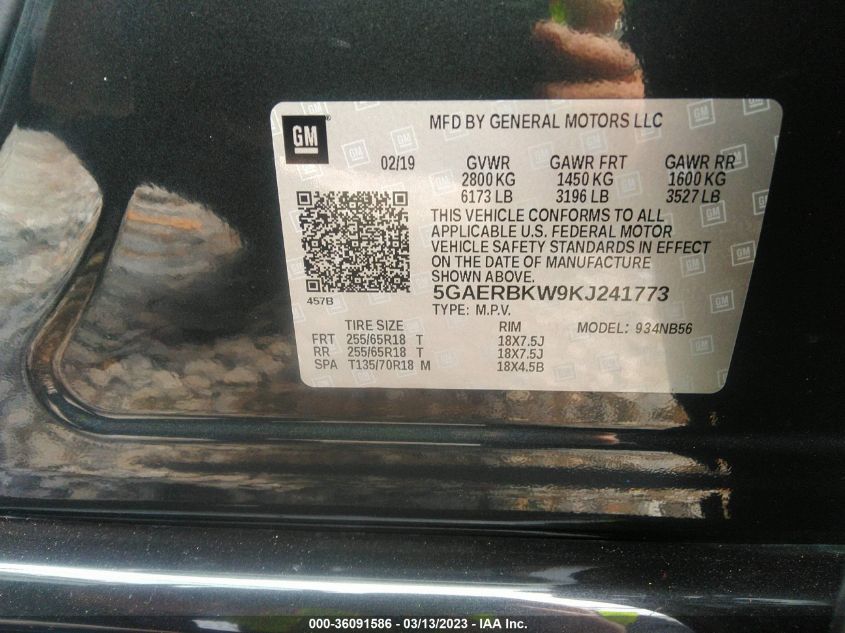 GM
MFD BY GENERAL MOTORS LLC
02/19 GVWR GAWR FRT GAWR RR
2800 KG 1450 KG 1600 KG
6173 LB 3196 LB 3527 LB
THIS VEHICLE CONFORMS TO ALL
APPLICABLE U.S. FEDERAL MOTOR
VEHICLE SAFETY STANDARDS IN EFFECT
ON THE DATE OF MANUFACTURE
SHOWN ABOVE.
457B
5GAERBKW9KJ241773
TYPE: M.P.V.
TIRE SIZE RIM MODEL: 934NB56
FRT 255/65R18 T 18X7.5J
RR 255/65R18 T 18X7.5J
SPA T135/70R18 M 18X4.5B
000-36091586 - 03/13/2023 - IAA Inc.